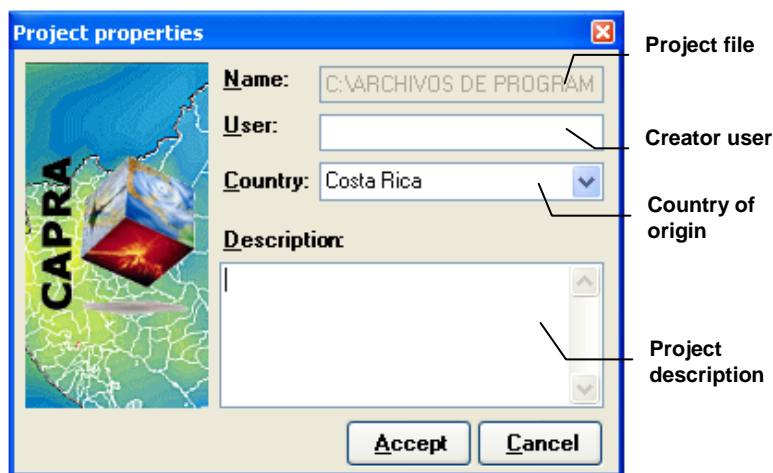 Project properties
Project file
Name:
C:\ARCHIVOS DE PROGRAM
User:
Creator user
Country:
Costa Rica
Country of
origin
Description:
Project
description
CAPRA
Accept
Cancel